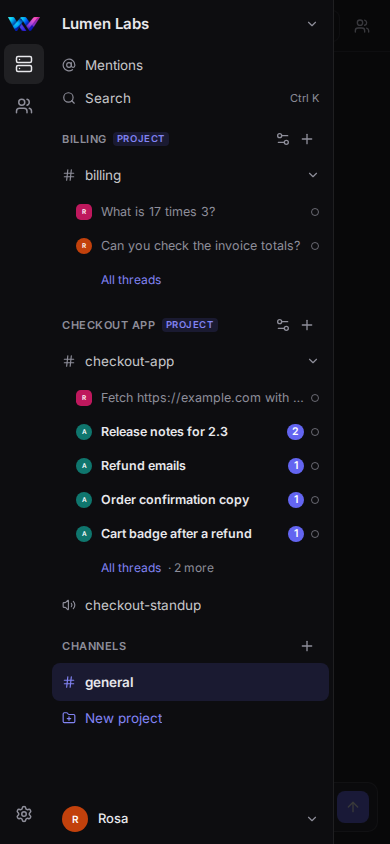 Lumen Labs
Mentions
Search Ctrl K
BILLING PROJECT
# billing
R What is 17 times 3?
R Can you check the invoice totals?
All threads
CHECKOUT APP PROJECT
# checkout-app
R Fetch https://example.com with ...
A Release notes for 2.3 2
A Refund emails 1
A Order confirmation copy 1
A Cart badge after a refund 1
All threads · 2 more
checkout-standup
CHANNELS
# general
New project
R Rosa